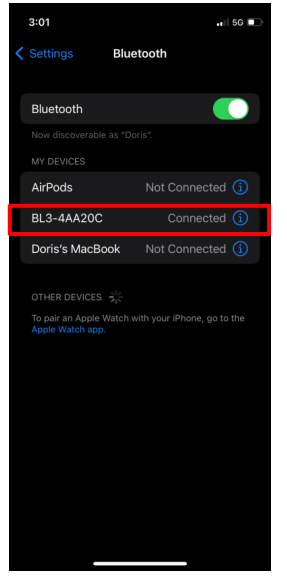 3:01 5G
Settings Bluetooth
Bluetooth
Now discoverable as “Doris”.
MY DEVICES
AirPods Not Connected
BL3-4AA20C Connected
Doris's MacBook Not Connected
OTHER DEVICES
To pair an Apple Watch with your iPhone, go to the
Apple Watch app.